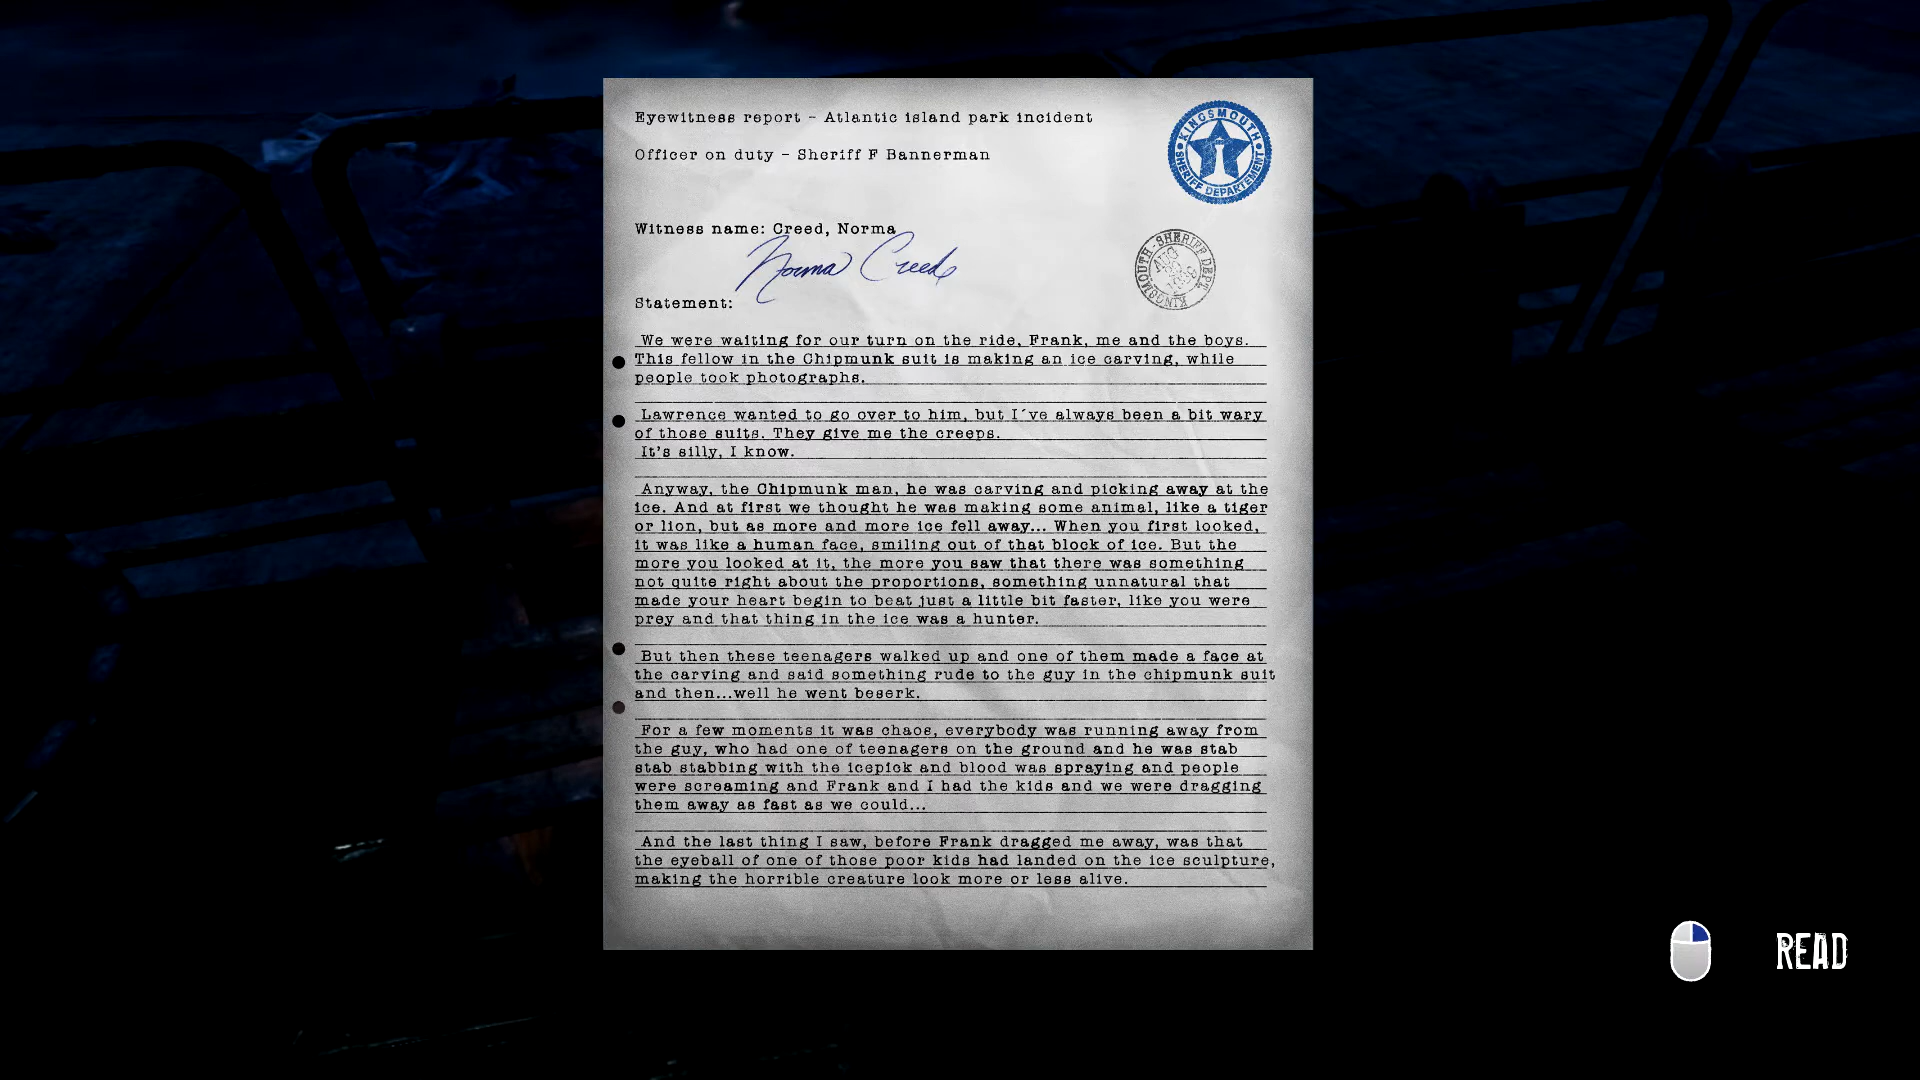 Eyewitness report - Atlantic island park incident
KINGSMOUTH
SHERIFF DEPARTEMENT
Officer on duty - Sheriff F Bannerman
Witness name: Creed, Norma
Norma Creed
KINGSMOUTH-SHERIFF DEPT.
AUG
Statement:
We were waiting for our turn on the ride, Frank, me and the boys.
This fellow in the Chipmunk suit is making an ice carving, while
people took photographs.
Lawrence wanted to go over to him, but I´ve always been a bit wary
of those suits. They give me the creeps.
It's silly, I know.
Anyway, the Chipmunk man, he was carving and picking away at the
ice. And at first we thought he was making some animal, like a tiger
or lion, but as more and more ice fell away... When you first looked,
it was like a human face, smiling out of that block of ice. But the
more you looked at it, the more you saw that there was something
not quite right about the proportions, something unnatural that
made your heart begin to beat just a little bit faster, like you were
prey and that thing in the ice was a hunter.
But then these teenagers walked up and one of them made a face at
the carving and said something rude to the guy in the chipmunk suit
and then...well he went beserk.
For a few moments it was chaos, everybody was running away from
the guy, who had one of teenagers on the ground and he was stab
stab stabbing with the icepick and blood was spraying and people
were screaming and Frank and I had the kids and we were dragging
them away as fast as we could...
And the last thing I saw, before Frank dragged me away, was that
the eyeball of one of those poor kids had landed on the ice sculpture,
making the horrible creature look more or less alive.
READ